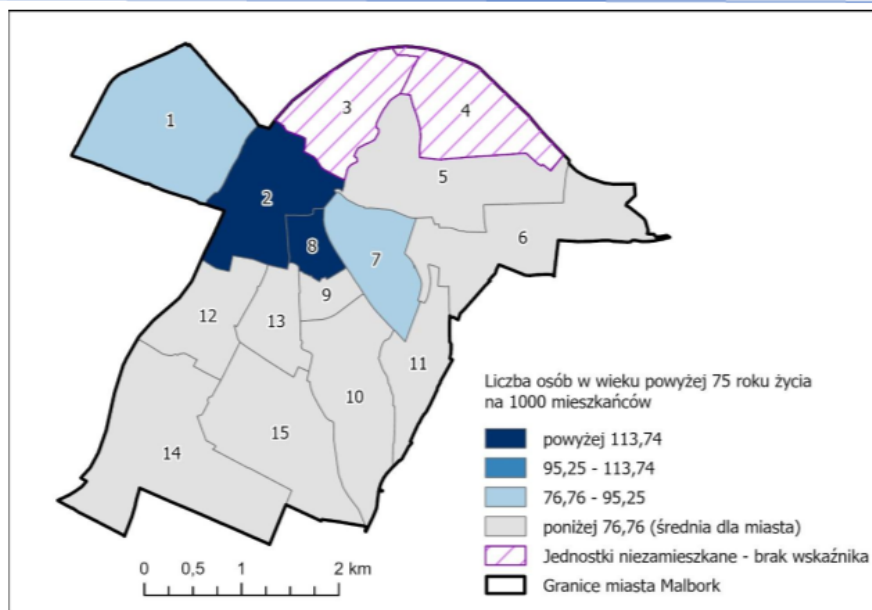 1
3
4
2
5
6
8
7
9
12
13
11
10
15
14
Liczba osób w wieku powyżej 75 roku życia
na 1000 mieszkańców
powyżej 113,74
95,25 - 113,74
76,76 - 95,25
poniżej 76,76 (średnia dla miasta)
Jednostki niezamieszkane - brak wskaźnika
Granice miasta Malbork
0 0,5 1 2 km